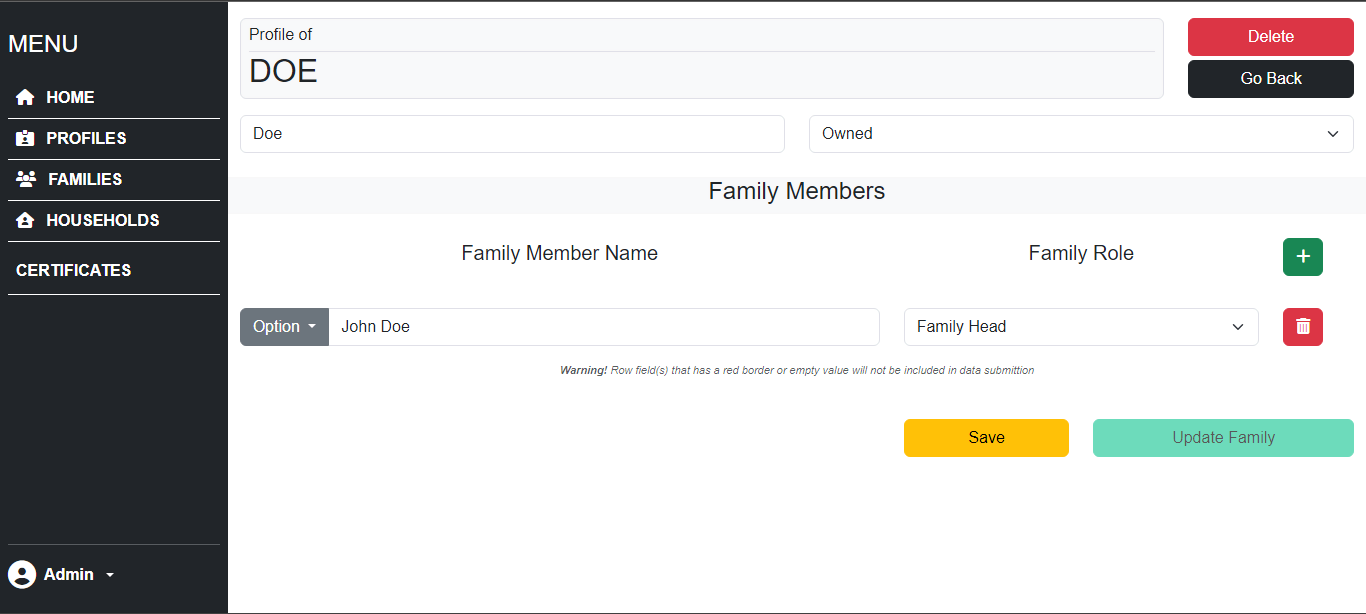 MENU
HOME
PROFILES
FAMILIES
HOUSEHOLDS
CERTIFICATES
Admin
Profile of
DOE
Delete
Go Back
Doe
Owned
Family Members
Family Member Name
Family Role
+
Option
John Doe
Family Head
Warning! Row field(s) that has a red border or empty value will not be included in data submittion
Save
Update Family